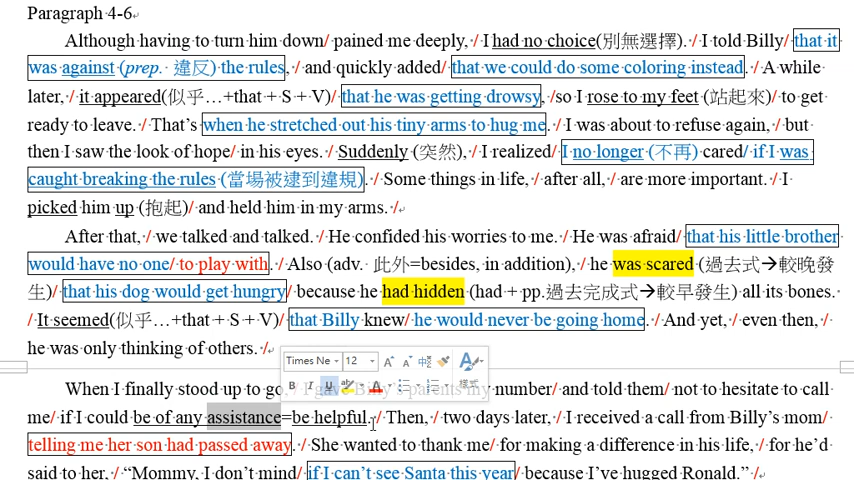 Paragraph 4-6
Although having to turn him down/ pained me deeply, / I had no choice(別無選擇). / I told Billy/ that it
was against (prep. 違反) the rules, / and quickly added/ that we could do some coloring instead. / A while
later, / it appeared(似乎…+that + S + V)/ that he was getting drowsy, /so I rose to my feet (站起來)/ to get
ready to leave. / That's when he stretched out his tiny arms to hug me. / I was about to refuse again, / but
then I saw the look of hope/ in his eyes. / Suddenly (突然), / I realized/ I no longer (不再) cared/ if I was
caught breaking the rules (當場被逮到違規). / Some things in life, / after all, / are more important. / I
picked him up (抱起)/ and held him in my arms. /
After that, / we talked and talked. / He confided his worries to me. / He was afraid/ that his little brother
would have no one/ to play with. / Also (adv. 此外=besides, in addition), / he was scared (過去式→較晚發
生)/ that his dog would get hungry/ because he had hidden (had + pp.過去完成式→較早發生) all its bones.
/ It seemed(似乎…+that + S + V)/ that Billy knew/ he would never be going home. / And yet, / even then, /
he was only thinking of others. /
Times Ne 12
B I U A 樣式
When I finally stood up to go, / I gave Billy's parents my number/ and told them/ not to hesitate to call
me/ if I could be of any assistance=be helpful. / Then, / two days later, / I received a call from Billy's mom/
telling me her son had passed away. / She wanted to thank me/ for making a difference in his life, / for he'd
said to her, / “Mommy, I don't mind/ if I can't see Santa this year/ because I've hugged Ronald.” /